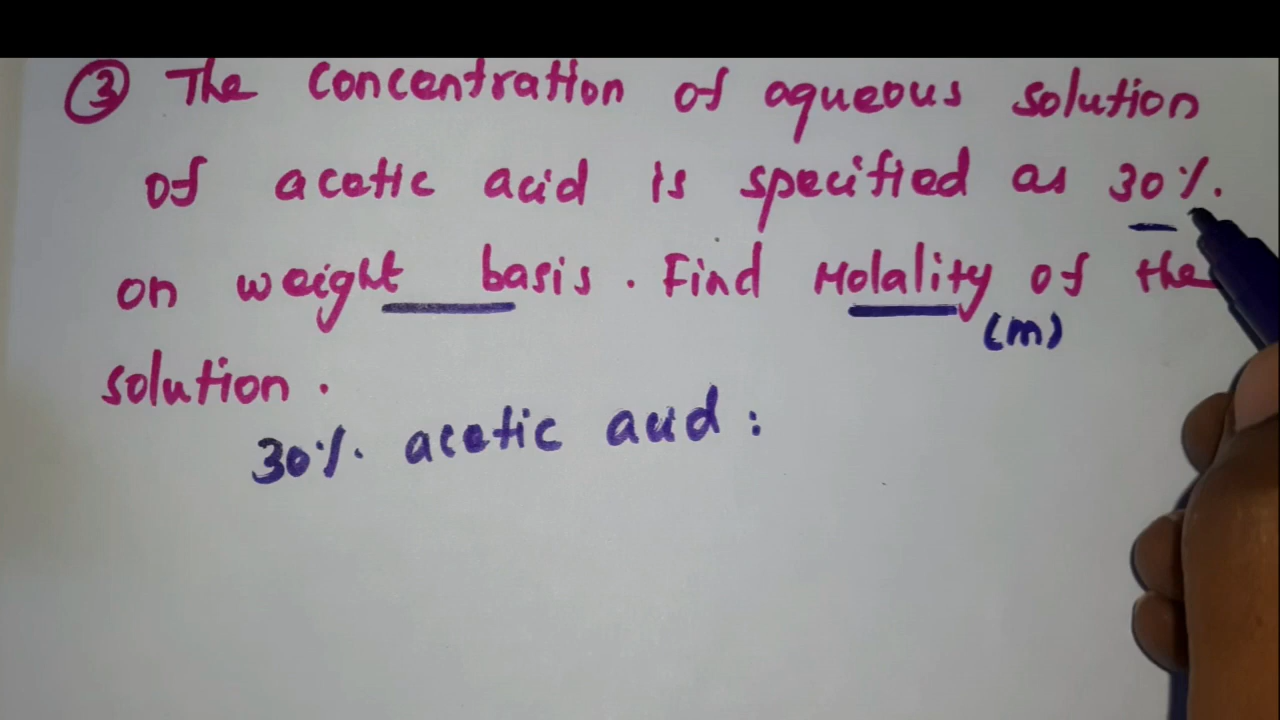 ③ The concentration of aqueous solution
of acetic acid is specified as 30%.
on weight basis. Find Molality of the
(m)
solution.
30% acetic acid: